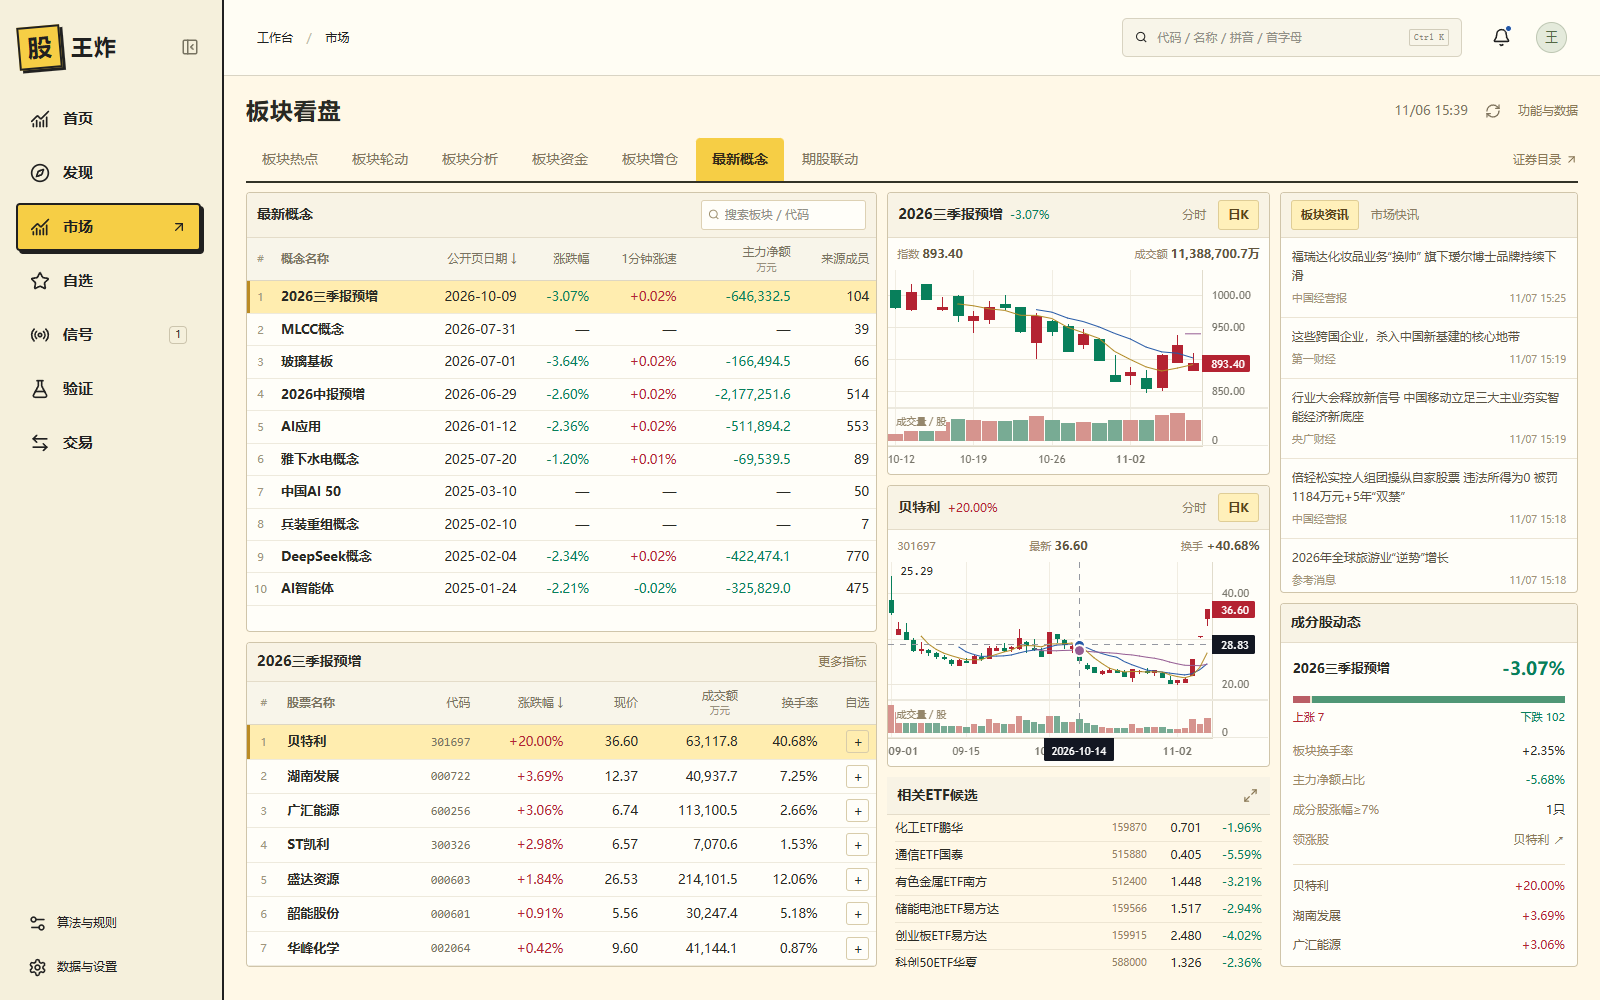 股 王炸
首页
发现
市场
自选
信号 1
验证
交易
算法与规则
数据与设置
工作台 / 市场
代码 / 名称 / 拼音 / 首字母 Ctrl K
王
板块看盘
11/06 15:39 功能与数据
板块热点 板块轮动 板块分析 板块资金 板块增仓 最新概念 期股联动
证券目录
最新概念
搜索板块 / 代码
# 概念名称 公开页日期↓ 涨跌幅 1分钟涨速 主力净额 万元 来源成员
1 2026三季报预增 2026-10-09 -3.07% +0.02% -646,332.5 104
2 MLCC概念 2026-07-31 — — — 39
3 玻璃基板 2026-07-01 -3.64% +0.02% -166,494.5 66
4 2026中报预增 2026-06-29 -2.60% +0.02% -2,177,251.6 514
5 AI应用 2026-01-12 -2.36% +0.02% -511,894.2 553
6 雅下水电概念 2025-07-20 -1.20% +0.01% -69,539.5 89
7 中国AI 50 2025-03-10 — — — 50
8 兵装重组概念 2025-02-10 — — — 7
9 DeepSeek概念 2025-02-04 -2.34% +0.02% -422,474.1 770
10 AI智能体 2025-01-24 -2.21% -0.02% -325,829.0 475
2026三季报预增 更多指标
# 股票名称 代码 涨跌幅↓ 现价 成交额 万元 换手率 自选
1 贝特利 301697 +20.00% 36.60 63,117.8 40.68% +
2 湖南发展 000722 +3.69% 12.37 40,937.7 7.25% +
3 广汇能源 600256 +3.06% 6.74 113,100.5 2.66% +
4 ST凯利 300326 +2.98% 6.57 7,070.6 1.53% +
5 盛达资源 000603 +1.84% 26.53 214,101.5 12.06% +
6 韶能股份 000601 +0.91% 5.56 30,247.4 5.18% +
7 华峰化学 002064 +0.42% 9.60 41,144.1 0.87% +
2026三季报预增 -3.07% 分时 日K
指数 893.40 成交额 11,388,700.7万
1000.00
950.00
893.40
850.00
成交量 / 股
0
10-12 10-19 10-26 11-02
贝特利 +20.00% 分时 日K
301697 最新 36.60 换手 +40.68%
25.29
40.00
36.60
28.83
20.00
成交量 / 股
0
09-01 09-15 10 2026-10-14 11-02
相关ETF候选
化工ETF鹏华 159870 0.701 -1.96%
通信ETF国泰 515880 0.405 -5.59%
有色金属ETF南方 512400 1.448 -3.21%
储能电池ETF易方达 159566 1.517 -2.94%
创业板ETF易方达 159915 2.480 -4.02%
科创50ETF华夏 588000 1.326 -2.36%
板块资讯 市场快讯
福瑞达化妆品业务“换帅” 旗下瑷尔博士品牌持续下
滑
中国经营报 11/07 15:25
这些跨国企业，杀入中国新基建的核心地带
第一财经 11/07 15:19
行业大会释放新信号 中国移动立足三大主业夯实智
能经济新底座
央广财经 11/07 15:19
倍轻松实控人组团操纵自家股票 违法所得为0 被罚
1184万元+5年“双禁”
中国经营报 11/07 15:18
2026年全球旅游业“逆势”增长
参考消息 11/07 15:18
成分股动态
2026三季报预增 -3.07%
上涨 7 下跌 102
板块换手率 +2.35%
主力净额占比 -5.68%
成分股涨幅≥7% 1只
领涨股 贝特利 ↗
贝特利 +20.00%
湖南发展 +3.69%
广汇能源 +3.06%